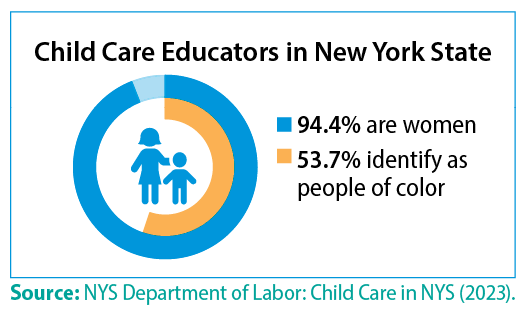 Child Care Educators in New York State
94.4% are women
53.7% identify as
people of color
Source: NYS Department of Labor: Child Care in NYS (2023).